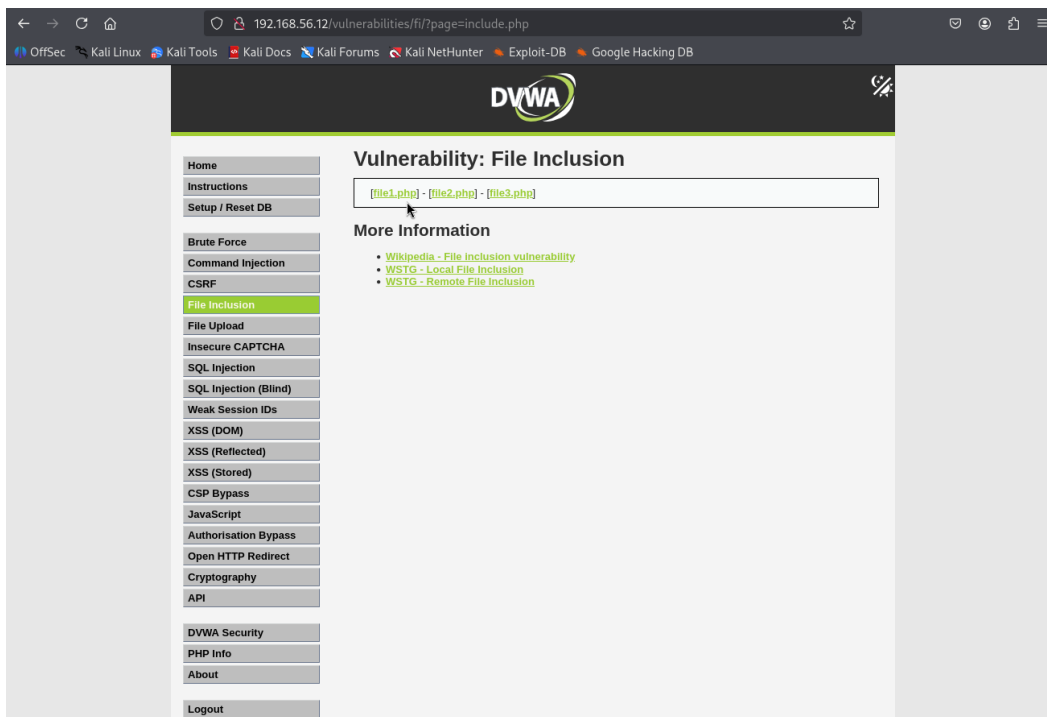 192.168.56.12/vulnerabilities/fi/?page=include.php
OffSec Kali Linux Kali Tools Kali Docs Kali Forums Kali NetHunter Exploit-DB Google Hacking DB
DVWA
Home
Instructions
Setup / Reset DB
Brute Force
Command Injection
CSRF
File Inclusion
File Upload
Insecure CAPTCHA
SQL Injection
SQL Injection (Blind)
Weak Session IDs
XSS (DOM)
XSS (Reflected)
XSS (Stored)
CSP Bypass
JavaScript
Authorisation Bypass
Open HTTP Redirect
Cryptography
API
DVWA Security
PHP Info
About
Logout
Vulnerability: File Inclusion
[file1.php] - [file2.php] - [file3.php]
More Information
• Wikipedia - File inclusion vulnerability
• WSTG - Local File Inclusion
• WSTG - Remote File Inclusion